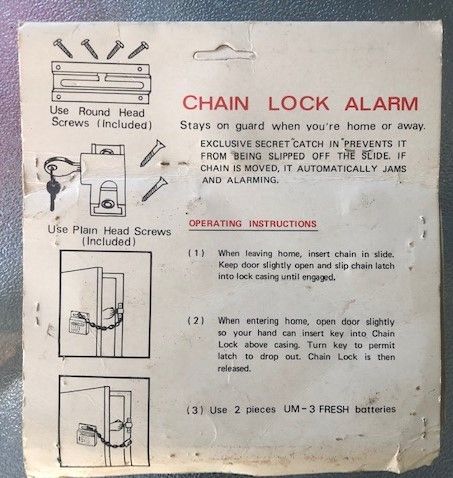 Use Round Head
Screws (Included)
Use Plain Head Screws
(Included)
CHAIN LOCK ALARM
Stays on guard when you're home or away.
EXCLUSIVE SECRET CATCH IN PREVENTS IT
FROM BEING SLIPPED OFF THE SLIDE. IF
CHAIN IS MOVED, IT AUTOMATICALLY JAMS
AND ALARMING.
OPERATING INSTRUCTIONS
(1) When leaving home, insert chain in slide.
Keep door slightly open and slip chain latch
into lock casing until engaged.
(2) When entering home, open door slightly
so your hand can insert key into Chain
Lock above casing. Turn key to permit
latch to drop out. Chain Lock is then
released.
(3) Use 2 pieces UM-3 FRESH batteries